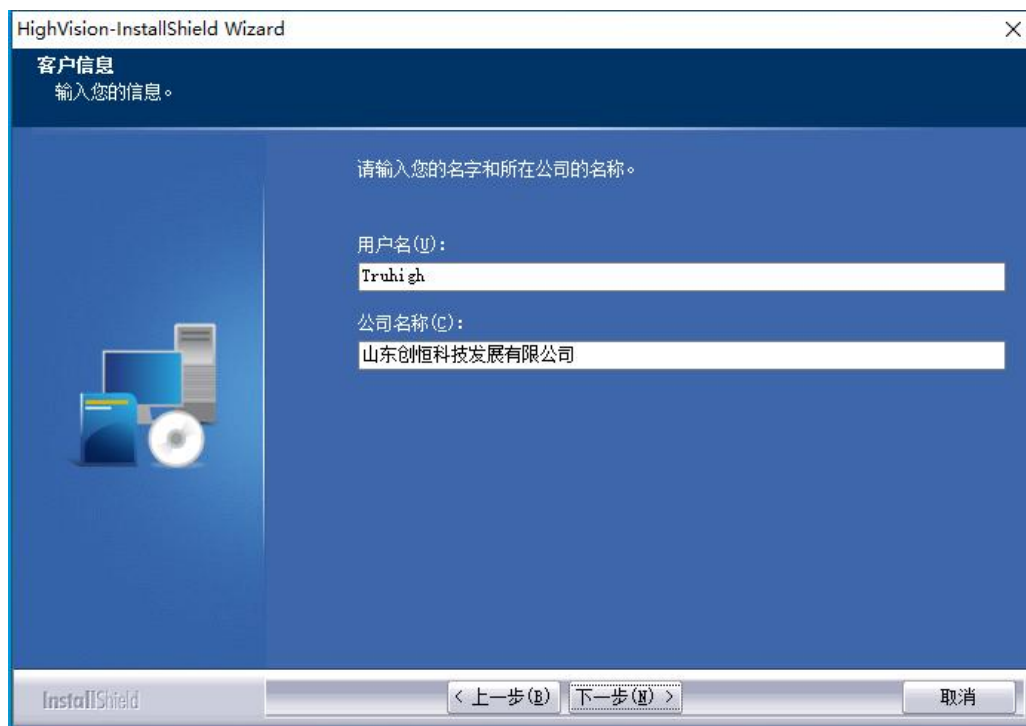 HighVision-InstallShield Wizard
客户信息
输入您的信息。
请输入您的名字和所在公司的名称。
用户名(U):
Truhigh
公司名称(C):
山东创恒科技发展有限公司
InstallShield
< 上一步(B)
下一步(N) >
取消